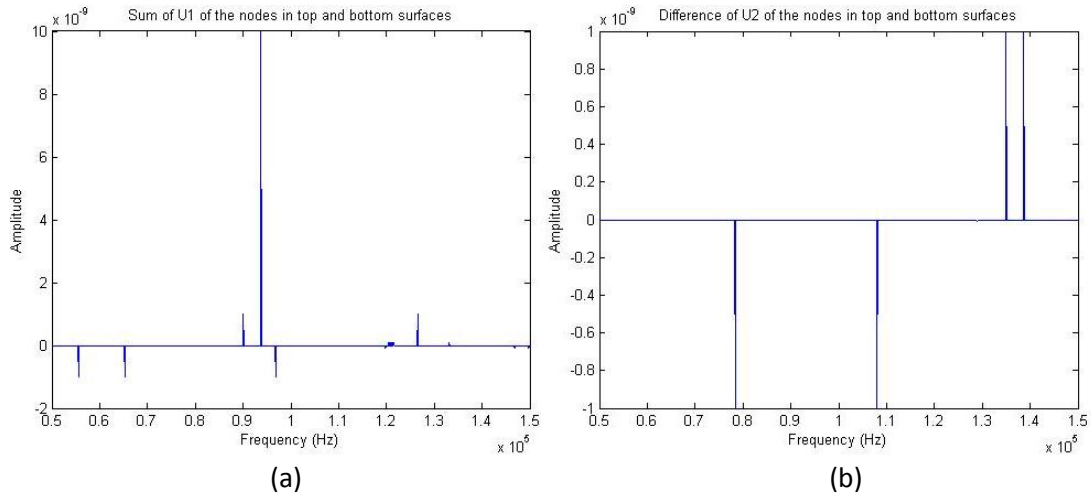 Sum of U1 of the nodes in top and bottom surfaces
x 10^-9
10
8
6
4
2
0
-2
Amplitude
0.5 0.6 0.7 0.8 0.9 1 1.1 1.2 1.3 1.4 1.5
Frequency (Hz)
x 10^5
(a)
Difference of U2 of the nodes in top and bottom surfaces
x 10^-9
1
0.8
0.6
0.4
0.2
0
-0.2
-0.4
-0.6
-0.8
-1
Amplitude
0.5 0.6 0.7 0.8 0.9 1 1.1 1.2 1.3 1.4 1.5
Frequency (Hz)
x 10^5
(b)